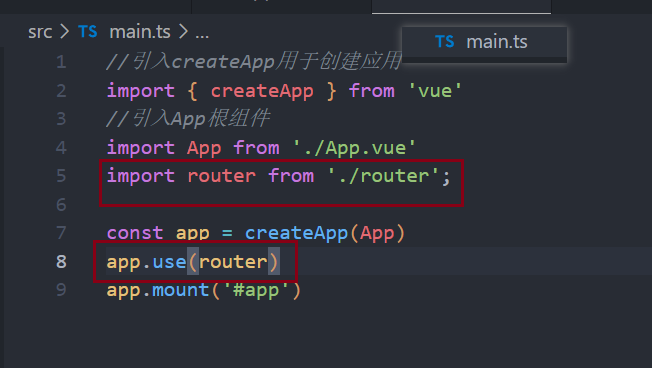 src > TS main.ts > ...
TS main.ts
1 //引入createApp用于创建应用
2 import { createApp } from 'vue'
3 //引入App根组件
4 import App from './App.vue'
5 import router from './router';
6
7 const app = createApp(App)
8 app.use(router)
9 app.mount('#app')